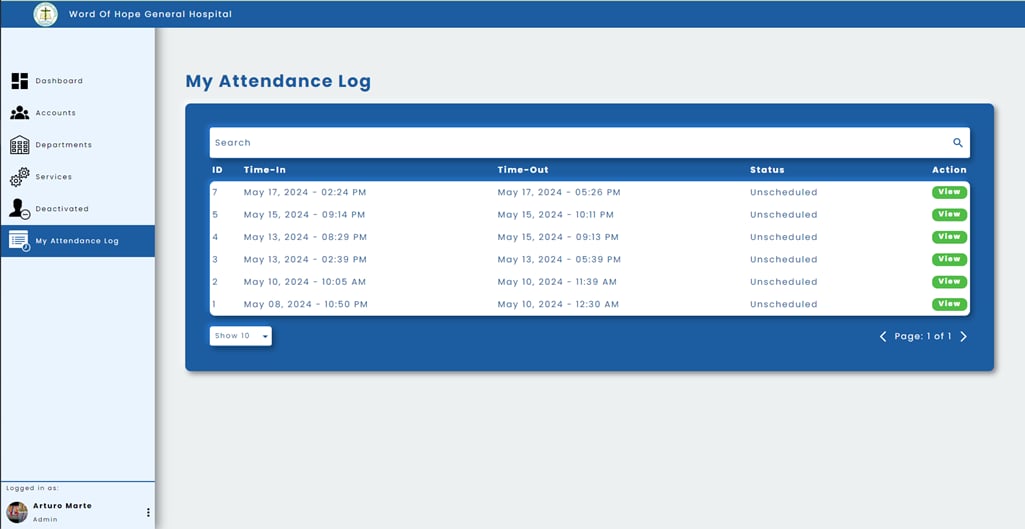 Word Of Hope General Hospital
Dashboard
Accounts
Departments
Services
Deactivated
My Attendance Log
Logged in as:
Arturo Marte
Admin
My Attendance Log
Search
ID Time-In Time-Out Status Action
7 May 17, 2024 - 02:24 PM May 17, 2024 - 05:26 PM Unscheduled View
5 May 15, 2024 - 09:14 PM May 15, 2024 - 10:11 PM Unscheduled View
4 May 13, 2024 - 08:29 PM May 15, 2024 - 09:13 PM Unscheduled View
3 May 13, 2024 - 02:39 PM May 13, 2024 - 05:39 PM Unscheduled View
2 May 10, 2024 - 10:05 AM May 10, 2024 - 11:39 AM Unscheduled View
1 May 08, 2024 - 10:50 PM May 10, 2024 - 12:30 AM Unscheduled View
Show 10 Page: 1 of 1